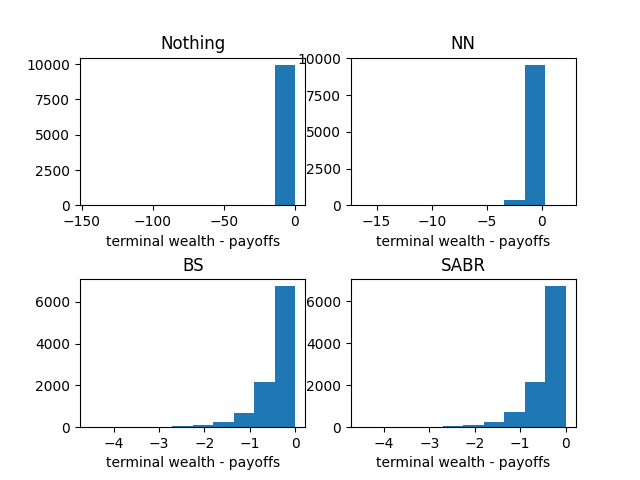 Nothing
10000
7500
5000
2500
0
−150 −100 −50 0
terminal wealth - payoffs
NN
10000
7500
5000
2500
0
−15 −10 −5 0
terminal wealth - payoffs
BS
6000
4000
2000
0
−4 −3 −2 −1 0
terminal wealth - payoffs
SABR
6000
4000
2000
0
−4 −3 −2 −1 0
terminal wealth - payoffs